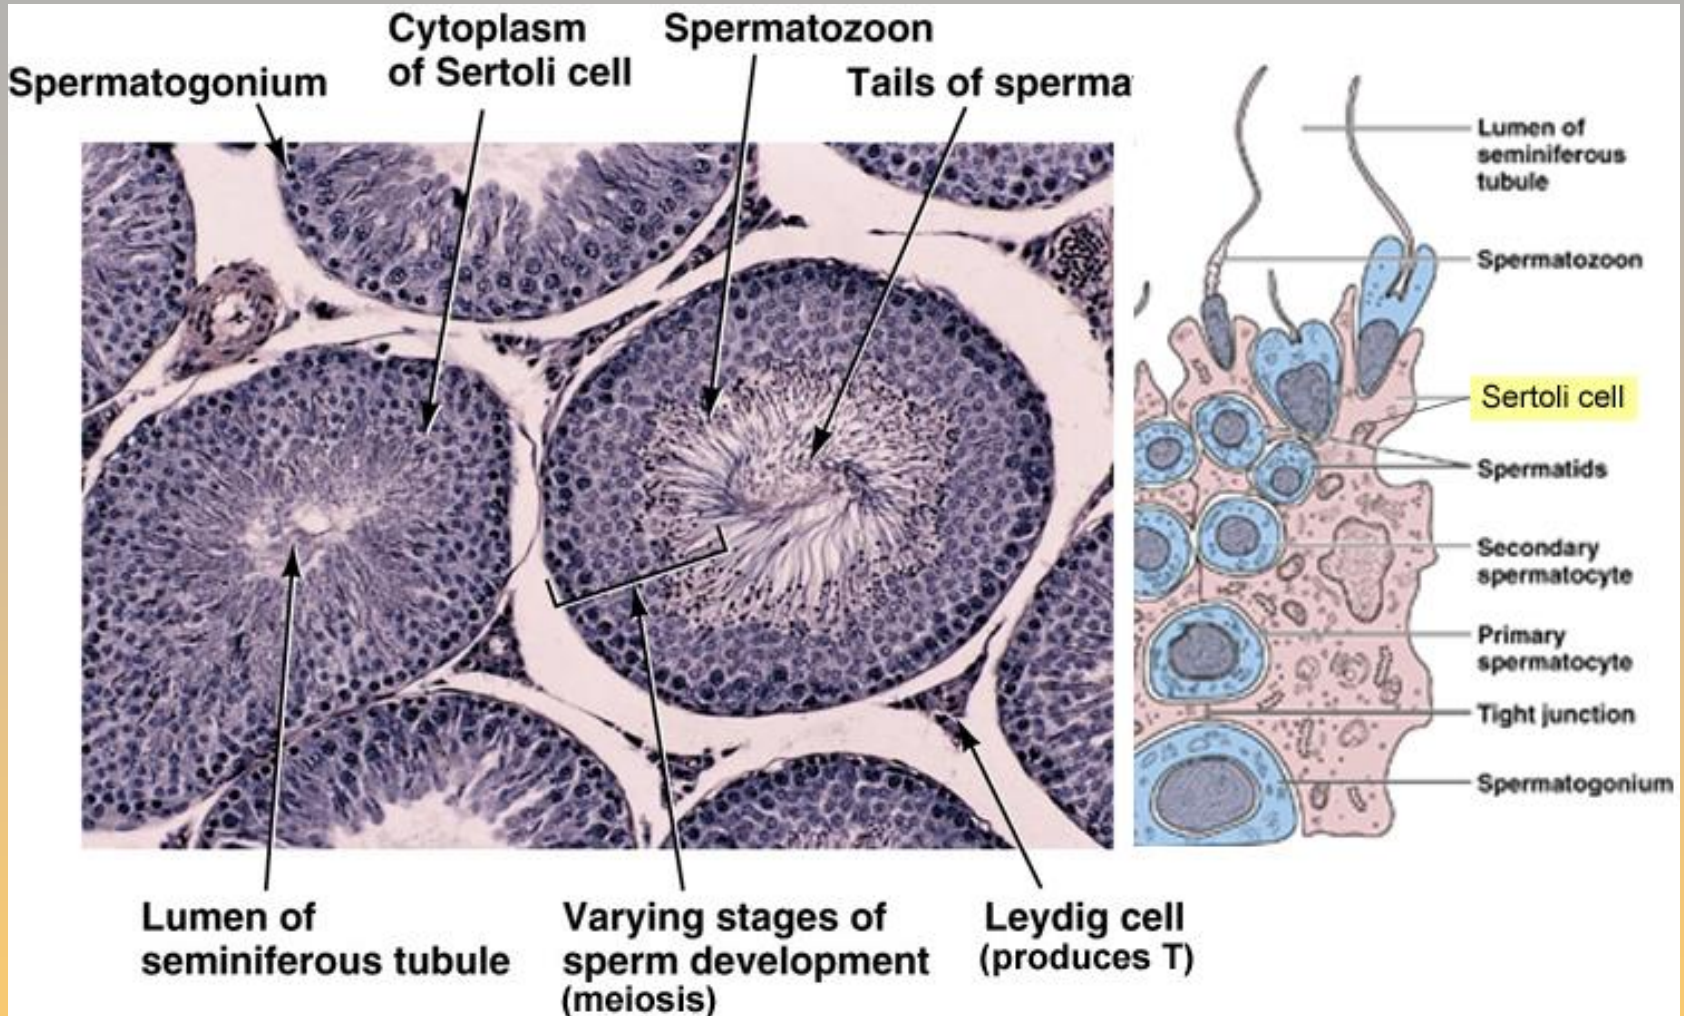 Spermatogonium
Cytoplasm
of Sertoli cell
Spermatozoon
Tails of sperma
Lumen of
seminiferous tubule
Varying stages of
sperm development
(meiosis)
Leydig cell
(produces T)
Lumen of
seminiferous
tubule
Spermatozoon
Sertoli cell
Spermatids
Secondary
spermatocyte
Primary
spermatocyte
Tight junction
Spermatogonium